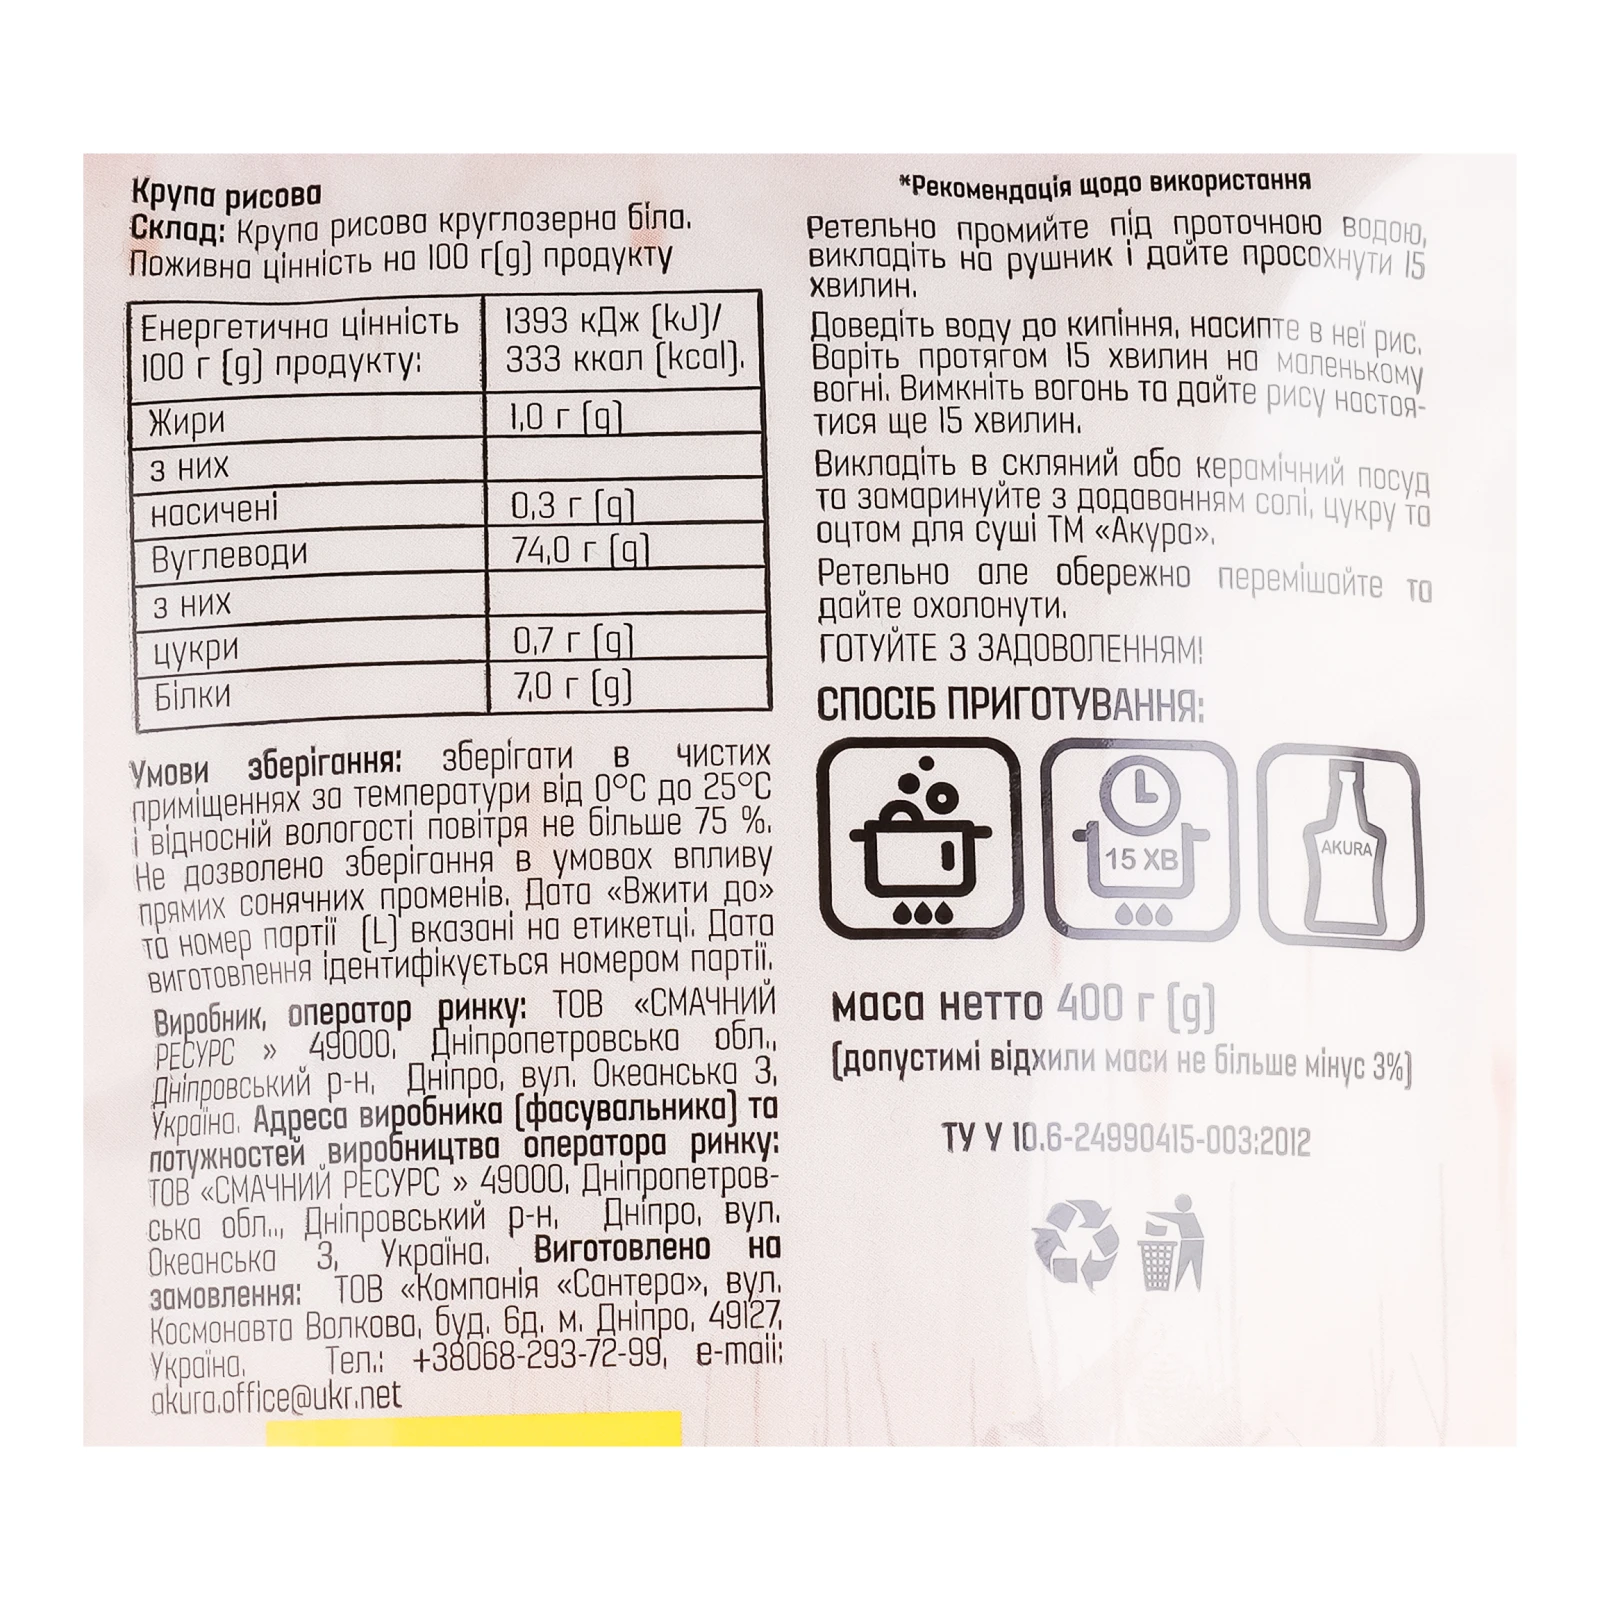 Крупа рисова
Склад: Крупа рисова круглозерна біла.
Поживна цінність на 100 г(g) продукту
Енергетична цінність 100 г (g) продукту: 1393 кДж (kJ)/ 333 ккал (kcal).
Жири 1,0 г (g)
з них
насичені 0,3 г (g)
Вуглеводи 74,0 г (g)
з них
цукри 0,7 г (g)
Білки 7,0 г (g)
Умови зберігання: зберігати в чистих
приміщеннях за температури від 0°С до 25°С
і відносній вологості повітря не більше 75 %.
Не дозволено зберігання в умовах впливу
прямих сонячних променів. Дата «Вжити до»
та номер партії (L) вказані на етикетці. Дата
виготовлення ідентифікується номером партії.
Виробник, оператор ринку: ТОВ «СМАЧНИЙ
РЕСУРС » 49000, Дніпропетровська обл.,
Дніпровський р-н, Дніпро, вул. Океанська 3,
Україна. Адреса виробника (фасувальника) та
потужностей виробництва оператора ринку:
ТОВ «СМАЧНИЙ РЕСУРС » 49000, Дніпропетров-
ська обл.., Дніпровський р-н, Дніпро, вул.
Океанська 3, Україна. Виготовлено на
замовлення: ТОВ «Компанія «Сантера», вул.
Космонавта Волкова, буд. 6д, м. Дніпро, 49127,
Україна. Тел.: +38068-293-72-99, e-maii:
akura.office@ukr.net
*Рекомендація щодо використання
Ретельно промийте під проточною водою,
викладіть на рушник і дайте просохнути 15
хвилин.
Доведіть воду до кипіння, насипте в неї рис.
Варіть протягом 15 хвилин на маленькому
вогні. Вимкніть вогонь та дайте рису настоя-
тися ще 15 хвилин.
Викладіть в скляний або керамічний посуд
та замаринуйте з додаванням солі, цукру та
оцтом для суші ТМ «Акура».
Ретельно але обережно перемішайте та
дайте охолонути.
ГОТУЙТЕ З ЗАДОВОЛЕННЯМ!
СПОСІБ ПРИГОТУВАННЯ:
15 ХВ
AKURA
маса нетто 400 г (g)
(допустимі відхили маси не більше мінус 3%)
ТУ У 10.6-24990415-003:2012